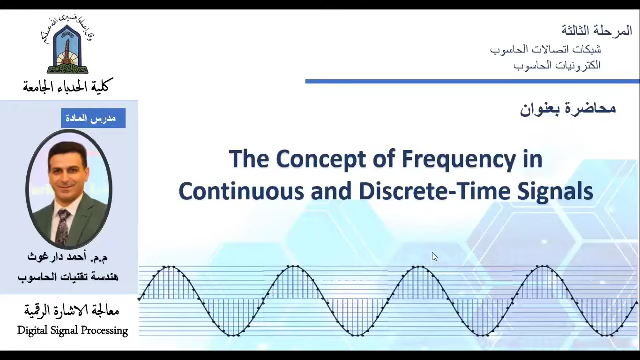 المرحلة الثالثة
شبكات اتصالات الحاسوب
الكترونيات الحاسوب
كلية الحدباء الجامعة
محاضرة بعنوان
مدرس المادة
The Concept of Frequency in
Continuous and Discrete-Time Signals
م.م. أحمد دارغوث
هندسة تقنيات الحاسوب
معالجة الاشارة الرقمية
Digital Signal Processing